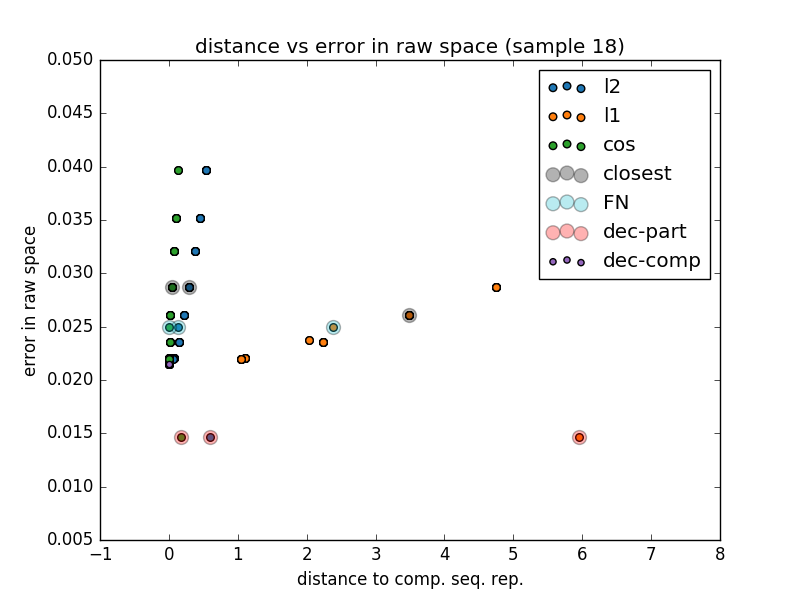 distance vs error in raw space (sample 18)
0.050
0.045
0.040
0.035
0.030
0.025
0.020
0.015
0.010
0.005
error in raw space
l2
l1
cos
closest
FN
dec-part
dec-comp
−1 0 1 2 3 4 5 6 7 8
distance to comp. seq. rep.